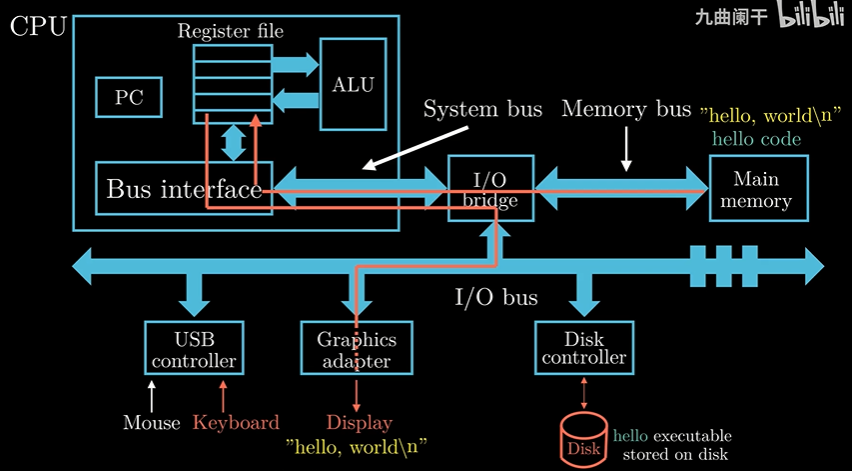 九曲阑干 bilibili
CPU
Register file
PC
ALU
System bus
Memory bus
"hello, world\n"
hello code
Bus interface
I/O
bridge
Main
memory
I/O bus
USB
controller
Graphics
adapter
Disk
controller
Mouse
Keyboard
Display
"hello, world\n"
Disk
hello executable
stored on disk